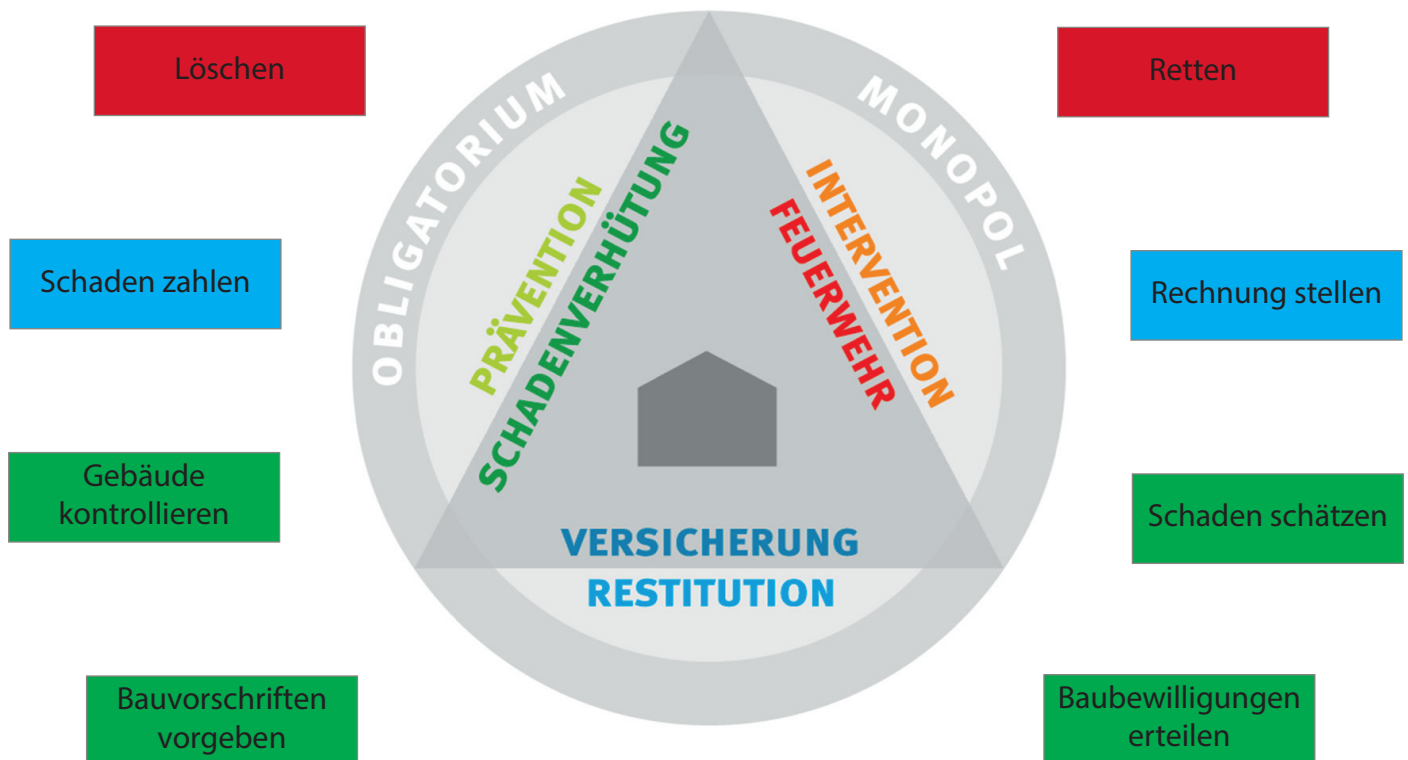 Löschen
Retten
OBLIGATORIUM
MONOPOL
PRÄVENTION
SCHADENVERHÜTUNG
INTERVENTION
FEUERWEHR
Schaden zahlen
Rechnung stellen
Gebäude
kontrollieren
Schaden schätzen
VERSICHERUNG
RESTITUTION
Bauvorschriften
vorgeben
Baubewilligungen
erteilen